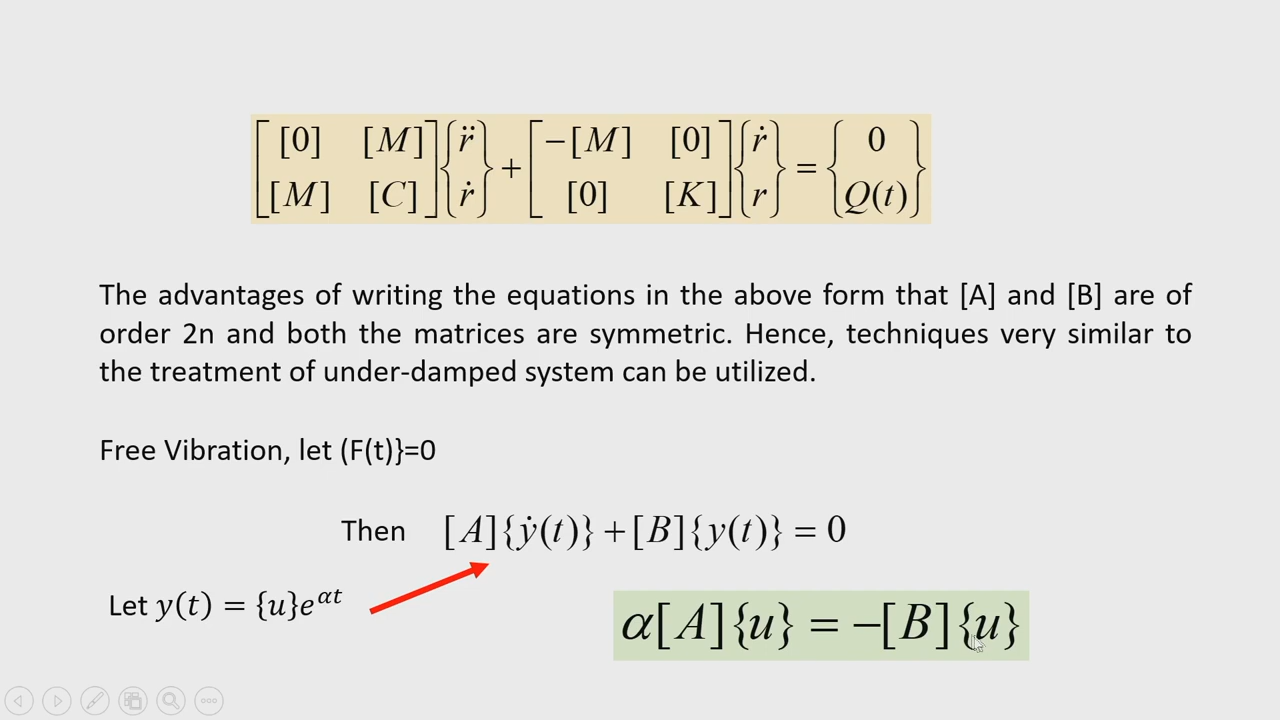 [[0] [M] [M] [C]]{r̈ ṙ} + [−[M] [0] [0] [K]]{ṙ r} = {0 Q(t)}
The advantages of writing the equations in the above form that [A] and [B] are of
order 2n and both the matrices are symmetric. Hence, techniques very similar to
the treatment of under-damped system can be utilized.
Free Vibration, let (F(t)}=0
Then [A]{ẏ(t)} + [B]{y(t)} = 0
Let y(t) = {u}e^{αt}
α[A]{u} = −[B]{u}